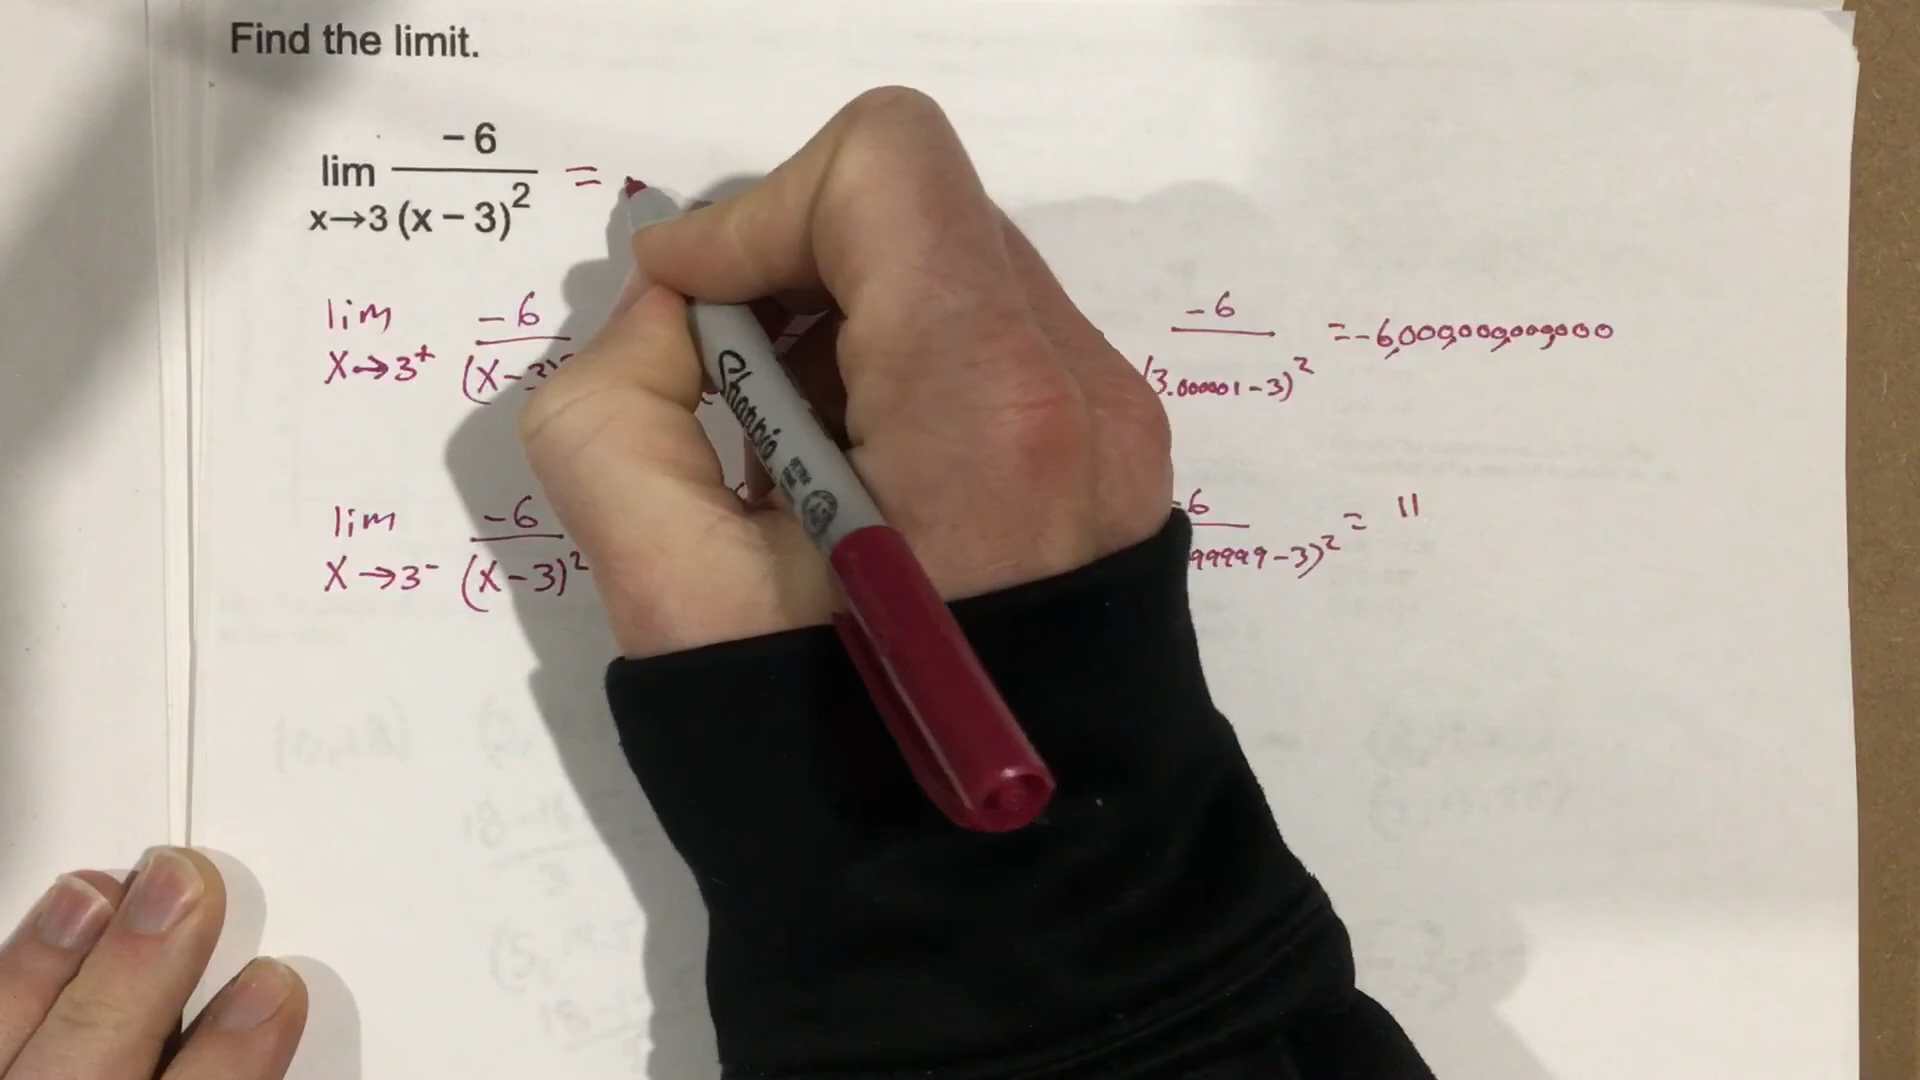 Find the limit.
lim -6 / (x - 3)² =
x→3
lim -6 / (x-3)
x→3⁺
-6 / (3.000001-3)² = -6,000,000,000,000
lim -6 / (x-3)²
x→3⁻
-6 / 99999-3)² = "
Sharpie